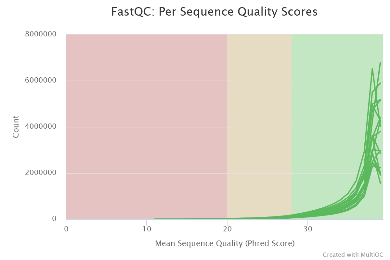 FastQC: Per Sequence Quality Scores
8000000
6000000
4000000
2000000
0
Count
0 10 20 30
Mean Sequence Quality (Phred Score)
Created with MultiQC